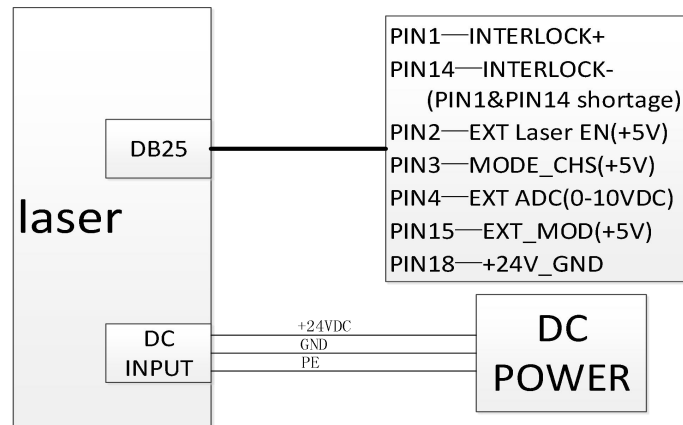 laser
DB25
PIN1—INTERLOCK+
PIN14—INTERLOCK-
(PIN1&PIN14 shortage)
PIN2—EXT Laser EN(+5V)
PIN3—MODE_CHS(+5V)
PIN4—EXT ADC(0-10VDC)
PIN15—EXT_MOD(+5V)
PIN18—+24V_GND
DC
INPUT
+24VDC
GND
PE
DC
POWER